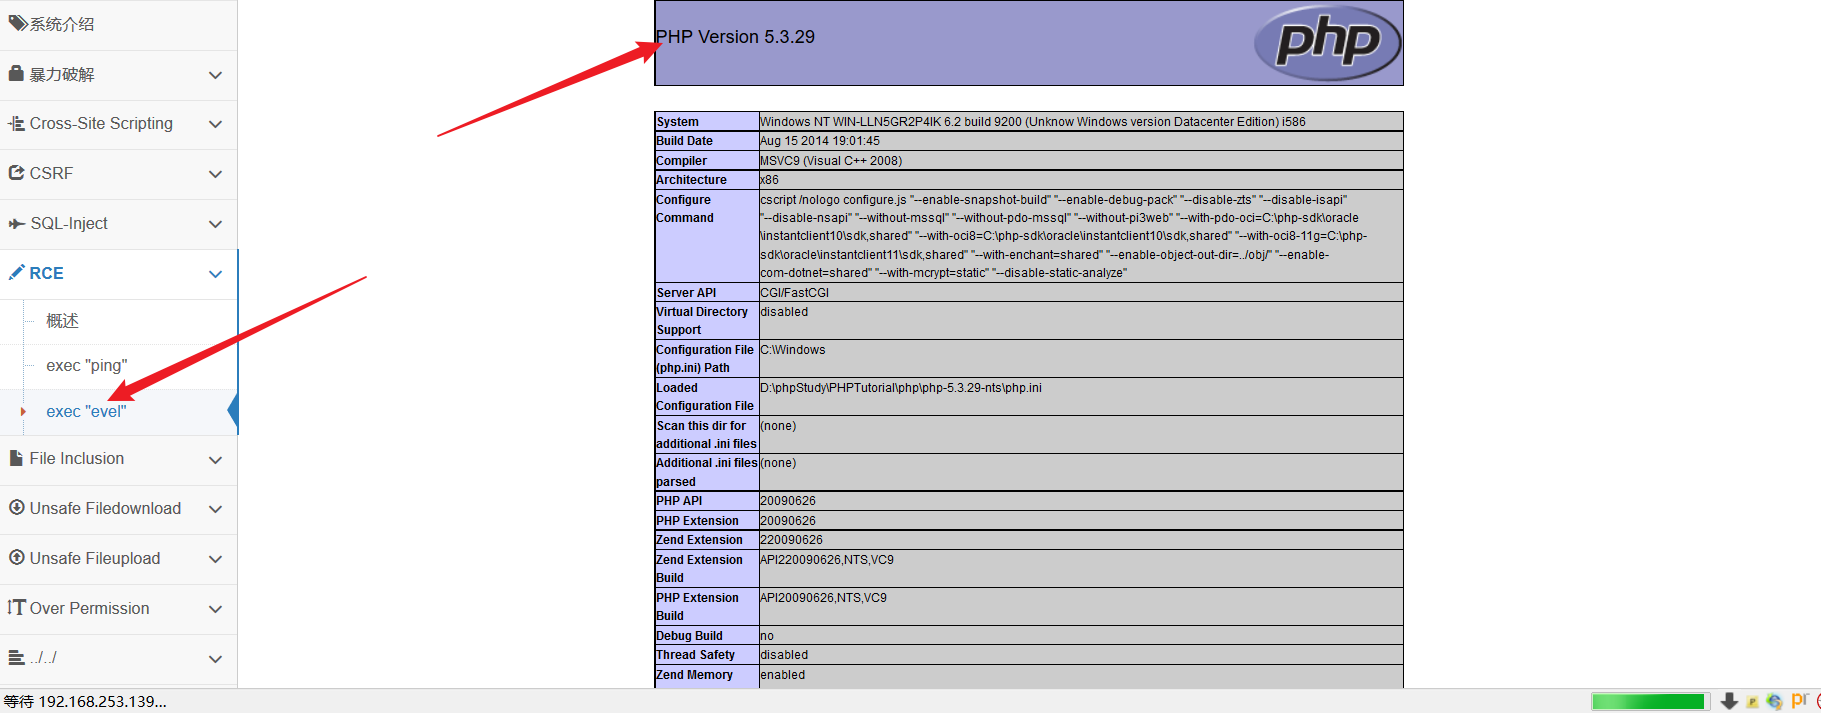 系统介绍
暴力破解
Cross-Site Scripting
CSRF
SQL-Inject
RCE
概述
exec "ping"
exec "evel"
File Inclusion
Unsafe Filedownload
Unsafe Fileupload
Over Permission
../../
PHP Version 5.3.29
php
System Windows NT WIN-LLN5GR2P4IK 6.2 build 9200 (Unknow Windows version Datacenter Edition) i586
Build Date Aug 15 2014 19:01:45
Compiler MSVC9 (Visual C++ 2008)
Architecture x86
Configure cscript /nologo configure.js "--enable-snapshot-build" "--enable-debug-pack" "--disable-zts" "--disable-isapi"
Command "--disable-nsapi" "--without-mssql" "--without-pdo-mssql" "--without-pi3web" "--with-pdo-oci=C:\php-sdk\oracle
\instantclient10\sdk,shared" "--with-oci8=C:\php-sdk\oracle\instantclient10\sdk,shared" "--with-oci8-11g=C:\php-
sdk\oracle\instantclient11\sdk,shared" "--with-enchant=shared" "--enable-object-out-dir=../obj/" "--enable-
com-dotnet=shared" "--with-mcrypt=static" "--disable-static-analyze"
Server API CGI/FastCGI
Virtual Directory disabled
Support
Configuration File C:\Windows
(php.ini) Path
Loaded D:\phpStudy\PHPTutorial\php\php-5.3.29-nts\php.ini
Configuration File
Scan this dir for (none)
additional .ini files
Additional .ini files (none)
parsed
PHP API 20090626
PHP Extension 20090626
Zend Extension 220090626
Zend Extension API220090626,NTS,VC9
Build
PHP Extension API20090626,NTS,VC9
Build
Debug Build no
Thread Safety disabled
Zend Memory enabled
等待 192.168.253.139...
pr